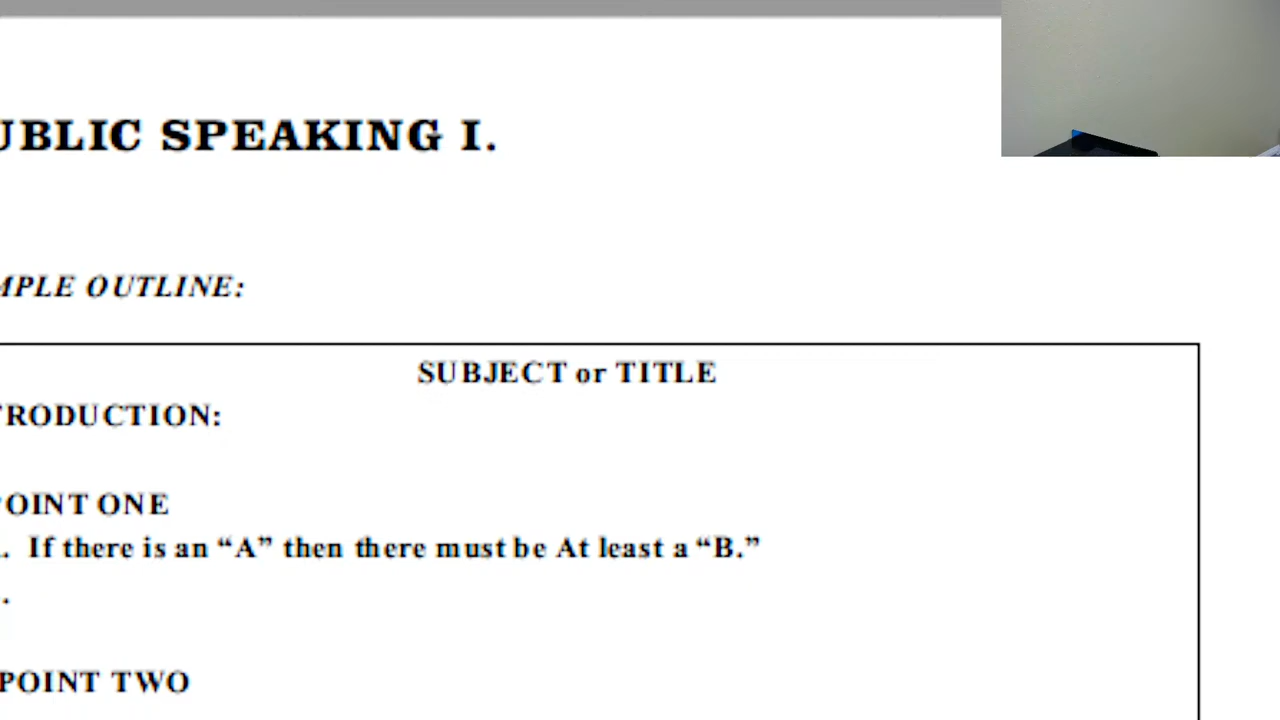 UBLIC SPEAKING I.
MPLE OUTLINE:
SUBJECT or TITLE
TRODUCTION:
POINT ONE
. If there is an “A” then there must be At least a “B.”
.
POINT TWO